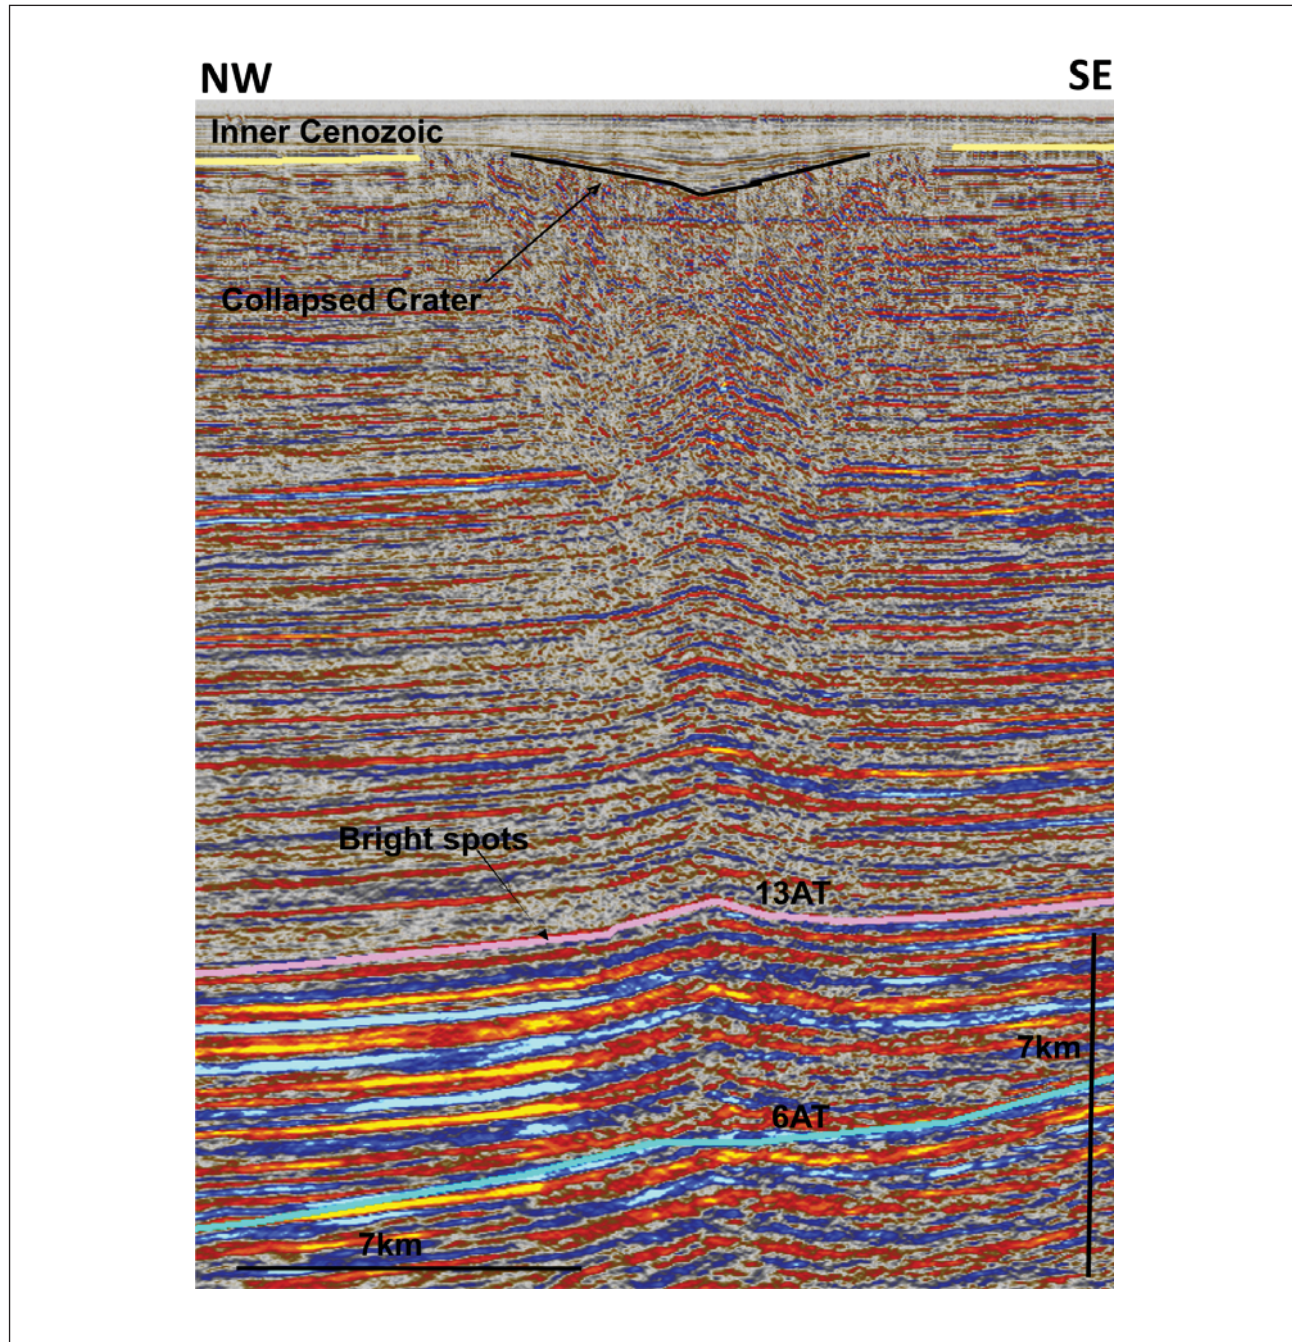 NW
SE
Inner Cenozoic
Collapsed Crater
Bright spots
13AT
7km
6AT
7km